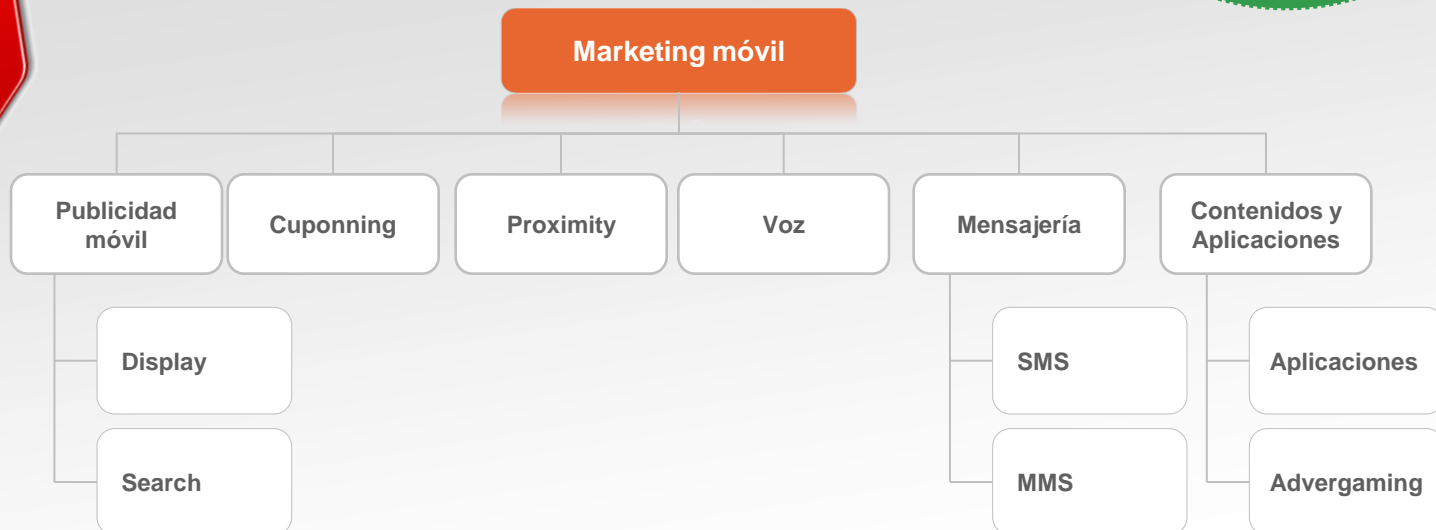 Marketing móvil
Publicidad
móvil
Cuponning
Proximity
Voz
Mensajería
Contenidos y
Aplicaciones
Display
SMS
Aplicaciones
Search
MMS
Advergaming